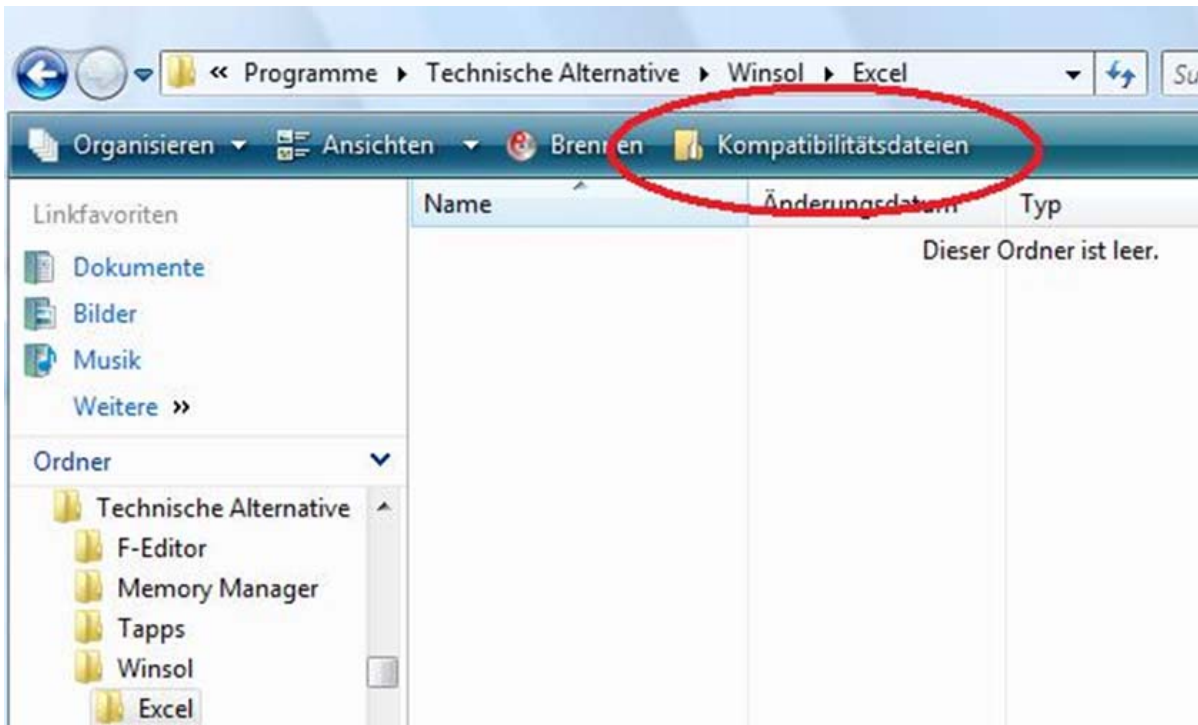 « Programme ▸ Technische Alternative ▸ Winsol ▸ Excel
Su
Organisieren Ansichten Brennen Kompatibilitätsdateien
Linkfavoriten
Name Änderungsdatum Typ
Dieser Ordner ist leer.
Dokumente
Bilder
Musik
Weitere »
Ordner
Technische Alternative
F-Editor
Memory Manager
Tapps
Winsol
Excel